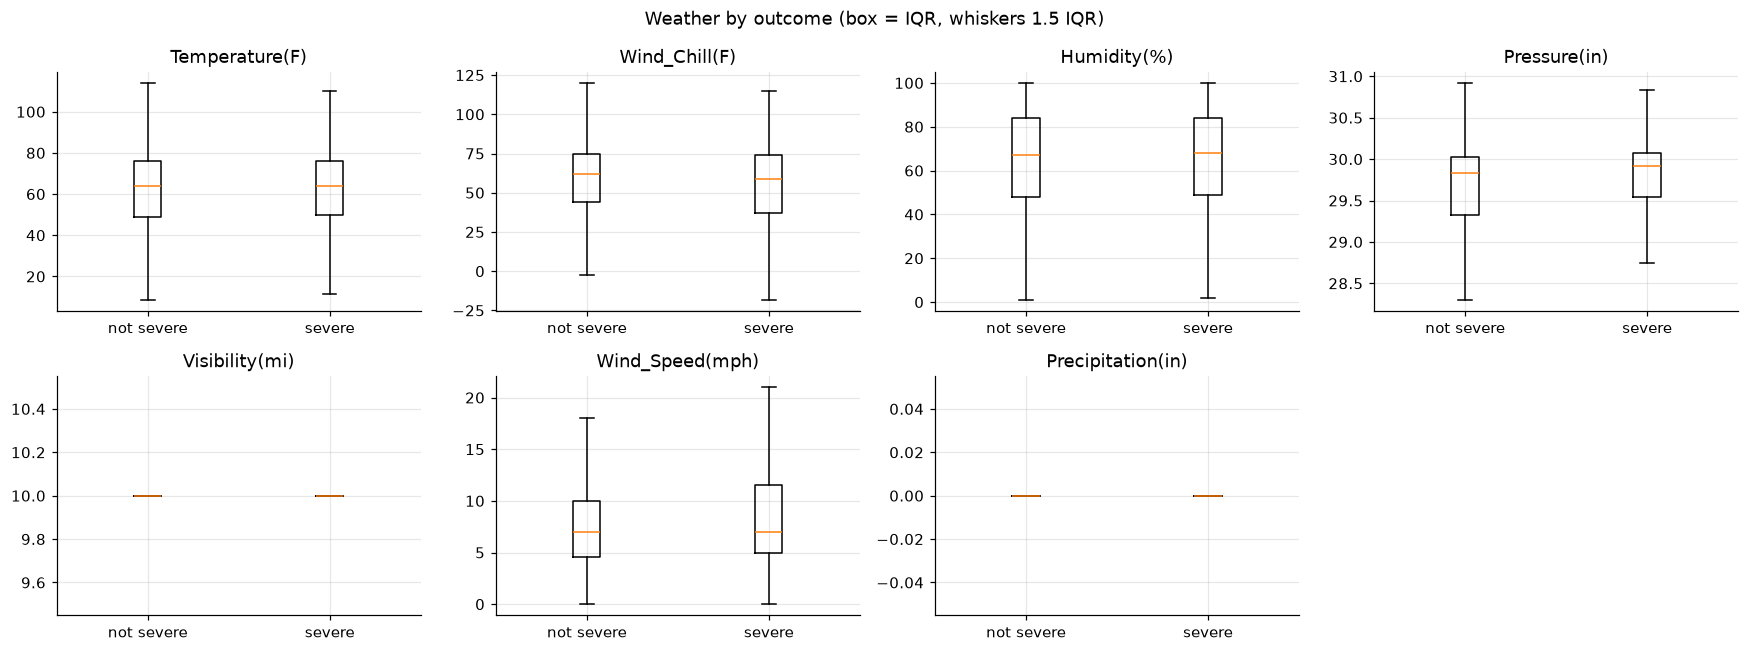 Weather by outcome (box = IQR, whiskers 1.5 IQR)
Temperature(F)
100
80
60
40
20
not severe
severe
Wind_Chill(F)
125
100
75
50
25
0
−25
not severe
severe
Humidity(%)
100
80
60
40
20
0
not severe
severe
Pressure(in)
31.0
30.5
30.0
29.5
29.0
28.5
not severe
severe
Visibility(mi)
10.4
10.2
10.0
9.8
9.6
not severe
severe
Wind_Speed(mph)
20
15
10
5
0
not severe
severe
Precipitation(in)
0.04
0.02
0.00
−0.02
−0.04
not severe
severe